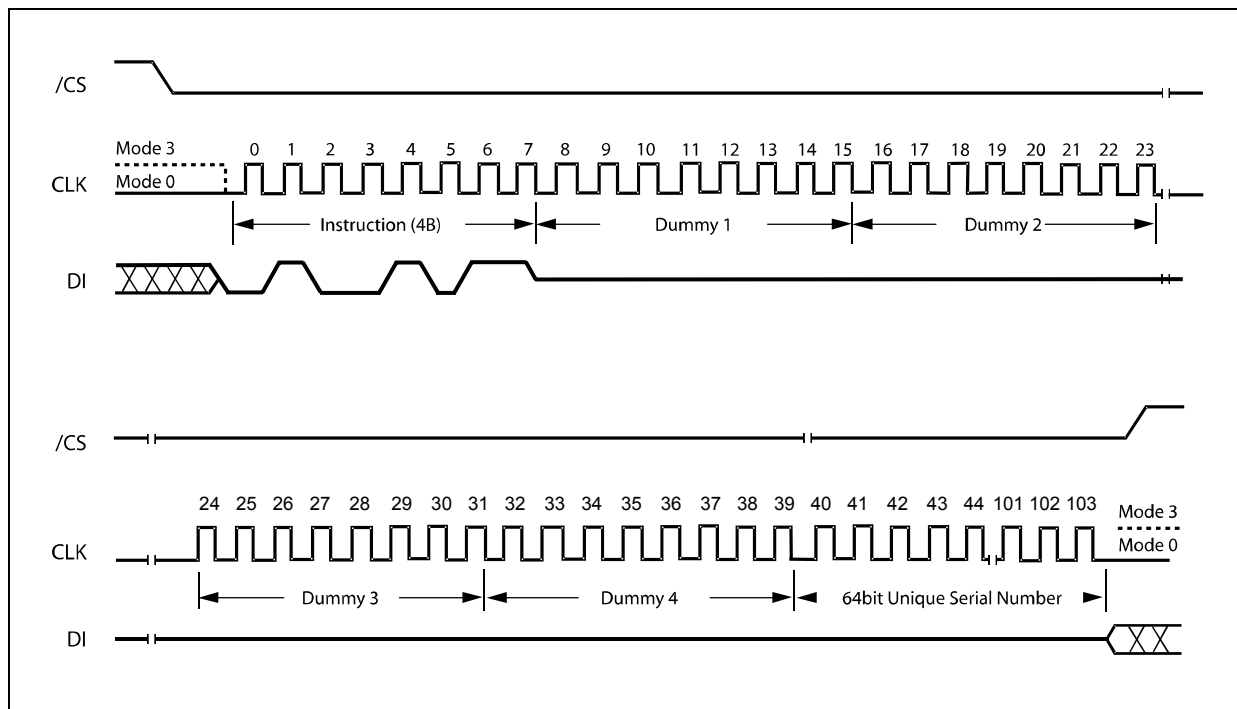 /CS
Mode 3
0 1 2 3 4 5 6 7 8 9 10 11 12 13 14 15 16 17 18 19 20 21 22 23
CLK
Mode 0
Instruction (4B) Dummy 1 Dummy 2
DI
/CS
24 25 26 27 28 29 30 31 32 33 34 35 36 37 38 39 40 41 42 43 44 101 102 103
Mode 3
CLK
Mode 0
Dummy 3 Dummy 4 64bit Unique Serial Number
DI